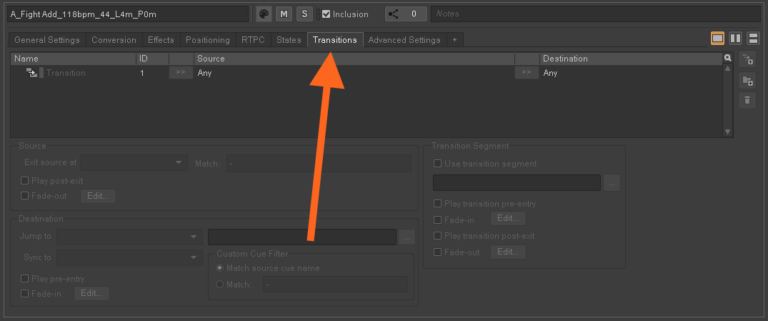 A_Fight Add_118bpm_44_L4m_P0m M S Inclusion 0 Notes
General Settings Conversion Effects Positioning RTPC States Transitions Advanced Settings +
Name ID Source Destination
Transition 1 >> Any >> Any
Source
Exit source at Match: -
Play post-exit
Fade-out Edit...
Destination
Jump to ...
Sync to
Custom Cue Filter
Match source cue name
Play pre-entry
Match: -
Fade-in Edit...
Transition Segment
Use transition segment
...
Play transition pre-entry
Fade-in Edit...
Play transition post-exit
Fade-out Edit...